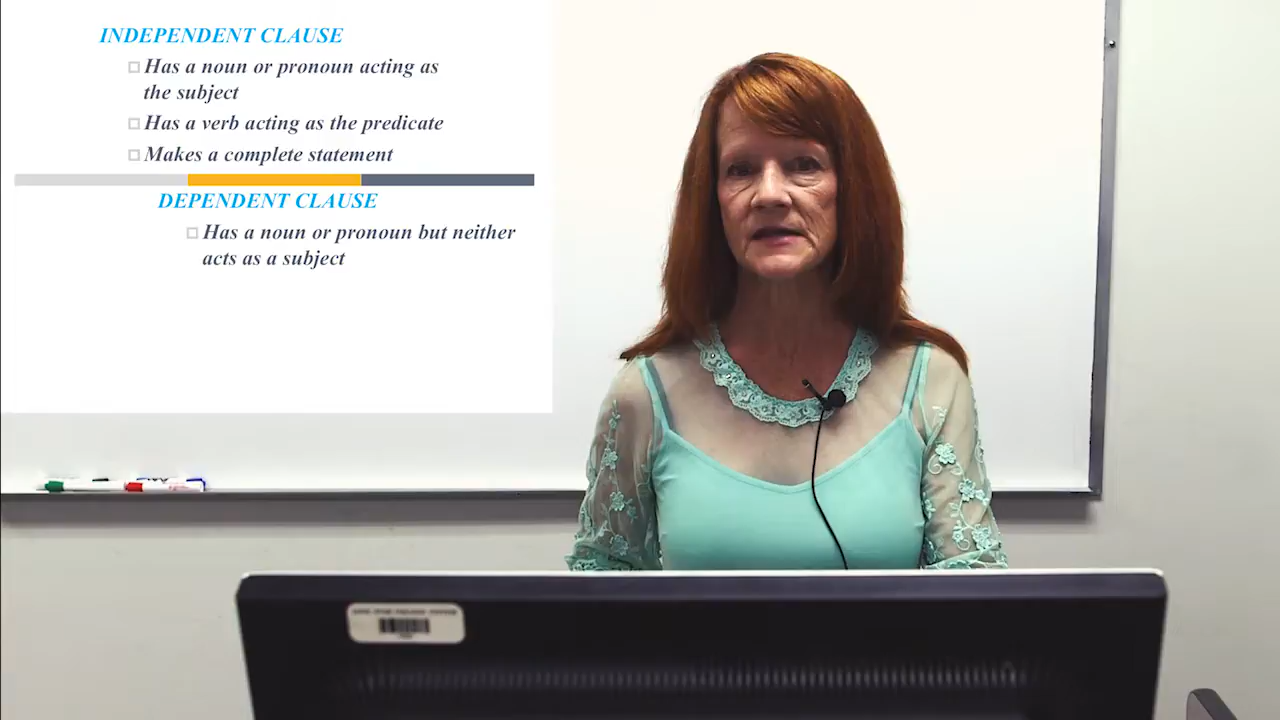 INDEPENDENT CLAUSE
Has a noun or pronoun acting as
the subject
Has a verb acting as the predicate
Makes a complete statement
DEPENDENT CLAUSE
Has a noun or pronoun but neither
acts as a subject